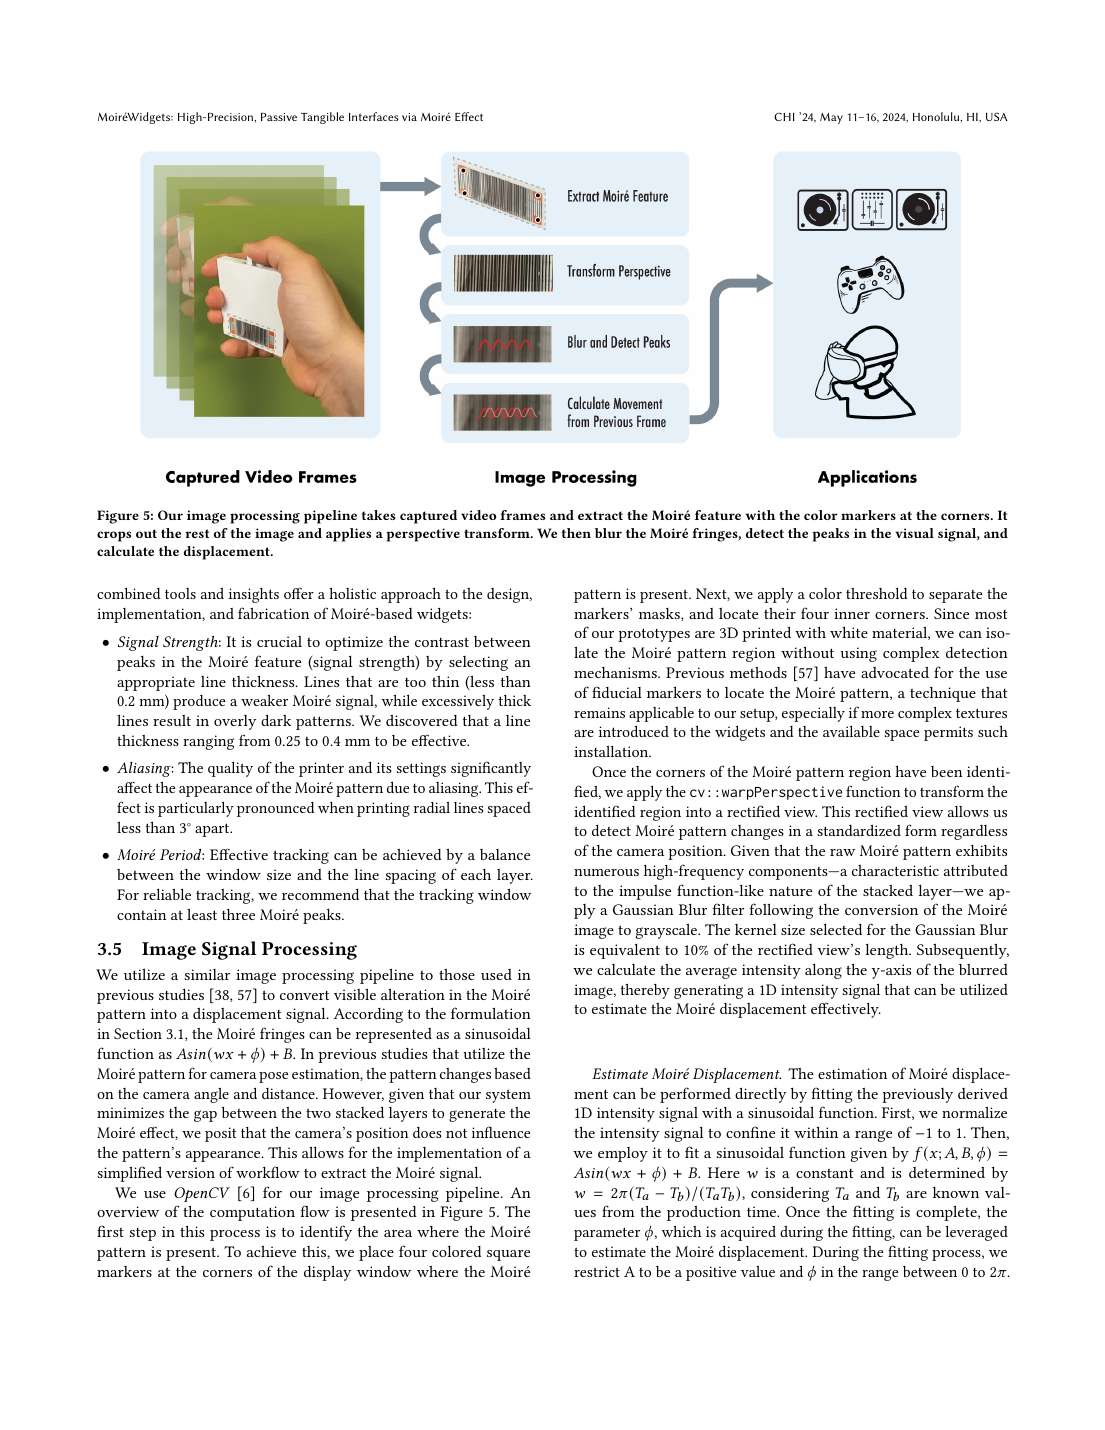 MoiréWidgets: High-Precision, Passive Tangible Interfaces via Moiré Effect
CHI ’24, May 11–16, 2024, Honolulu, HI, USA
Extract Moiré Feature
Transform Perspective
Blur and Detect Peaks
Calculate Movement
from Previous Frame
Captured Video Frames
Image Processing
Applications
Figure 5: Our image processing pipeline takes captured video frames and extract the Moiré feature with the color markers at the corners. It
crops out the rest of the image and applies a perspective transform. We then blur the Moiré fringes, detect the peaks in the visual signal, and
calculate the displacement.
combined tools and insights offer a holistic approach to the design,
implementation, and fabrication of Moiré-based widgets:
• Signal Strength: It is crucial to optimize the contrast between
peaks in the Moiré feature (signal strength) by selecting an
appropriate line thickness. Lines that are too thin (less than
0.2 mm) produce a weaker Moiré signal, while excessively thick
lines result in overly dark patterns. We discovered that a line
thickness ranging from 0.25 to 0.4 mm to be effective.
• Aliasing: The quality of the printer and its settings significantly
affect the appearance of the Moiré pattern due to aliasing. This ef-
fect is particularly pronounced when printing radial lines spaced
less than 3° apart.
• Moiré Period: Effective tracking can be achieved by a balance
between the window size and the line spacing of each layer.
For reliable tracking, we recommend that the tracking window
contain at least three Moiré peaks.
3.5 Image Signal Processing
We utilize a similar image processing pipeline to those used in
previous studies [38, 57] to convert visible alteration in the Moiré
pattern into a displacement signal. According to the formulation
in Section 3.1, the Moiré fringes can be represented as a sinusoidal
function as Asin(wx + ϕ) + B. In previous studies that utilize the
Moiré pattern for camera pose estimation, the pattern changes based
on the camera angle and distance. However, given that our system
minimizes the gap between the two stacked layers to generate the
Moiré effect, we posit that the camera’s position does not influence
the pattern’s appearance. This allows for the implementation of a
simplified version of workflow to extract the Moiré signal.
We use OpenCV [6] for our image processing pipeline. An
overview of the computation flow is presented in Figure 5. The
first step in this process is to identify the area where the Moiré
pattern is present. To achieve this, we place four colored square
markers at the corners of the display window where the Moiré
pattern is present. Next, we apply a color threshold to separate the
markers’ masks, and locate their four inner corners. Since most
of our prototypes are 3D printed with white material, we can iso-
late the Moiré pattern region without using complex detection
mechanisms. Previous methods [57] have advocated for the use
of fiducial markers to locate the Moiré pattern, a technique that
remains applicable to our setup, especially if more complex textures
are introduced to the widgets and the available space permits such
installation.
Once the corners of the Moiré pattern region have been identi-
fied, we apply the cv::warpPerspective function to transform the
identified region into a rectified view. This rectified view allows us
to detect Moiré pattern changes in a standardized form regardless
of the camera position. Given that the raw Moiré pattern exhibits
numerous high-frequency components—a characteristic attributed
to the impulse function-like nature of the stacked layer—we ap-
ply a Gaussian Blur filter following the conversion of the Moiré
image to grayscale. The kernel size selected for the Gaussian Blur
is equivalent to 10% of the rectified view’s length. Subsequently,
we calculate the average intensity along the y-axis of the blurred
image, thereby generating a 1D intensity signal that can be utilized
to estimate the Moiré displacement effectively.
Estimate Moiré Displacement. The estimation of Moiré displace-
ment can be performed directly by fitting the previously derived
1D intensity signal with a sinusoidal function. First, we normalize
the intensity signal to confine it within a range of −1 to 1. Then,
we employ it to fit a sinusoidal function given by f(x; A, B, ϕ) =
Asin(wx + ϕ) + B. Here w is a constant and is determined by
w = 2π(Ta − Tb)/(TaTb), considering Ta and Tb are known val-
ues from the production time. Once the fitting is complete, the
parameter ϕ, which is acquired during the fitting, can be leveraged
to estimate the Moiré displacement. During the fitting process, we
restrict A to be a positive value and ϕ in the range between 0 to 2π.